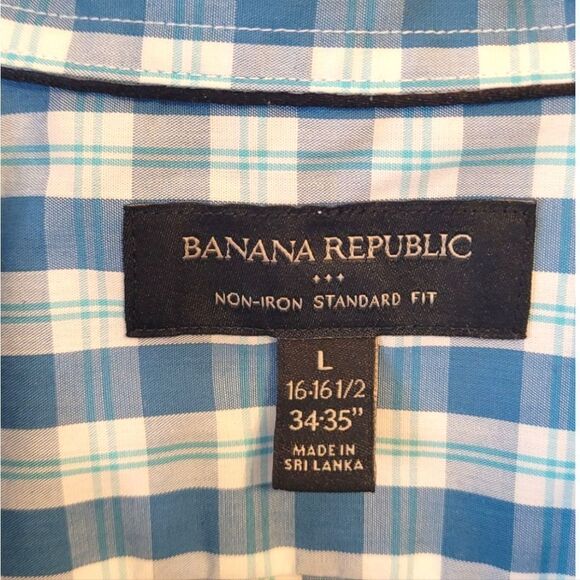 BANANA REPUBLIC
NON-IRON STANDARD FIT
L
16·16 1/2
34·35"
MADE IN
SRI LANKA